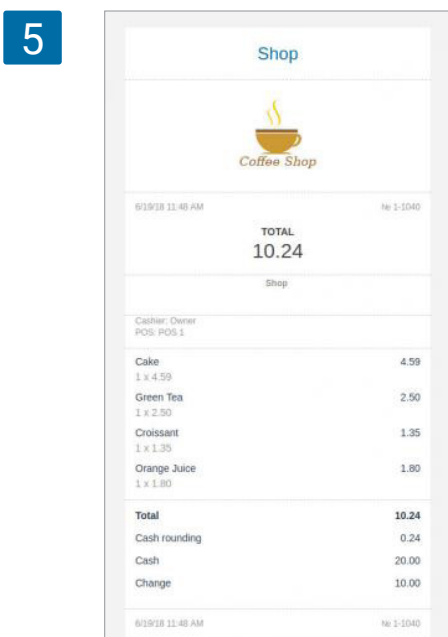 5
Shop
Coffee Shop
6/19/18 11:48 AM № 1-1040
TOTAL
10.24
Shop
Cashier: Owner
POS: POS 1
Cake 4.59
1 x 4.59
Green Tea 2.50
1 x 2.50
Croissant 1.35
1 x 1.35
Orange Juice 1.80
1 x 1.80
Total 10.24
Cash rounding 0.24
Cash 20.00
Change 10.00
6/19/18 11:48 AM № 1-1040